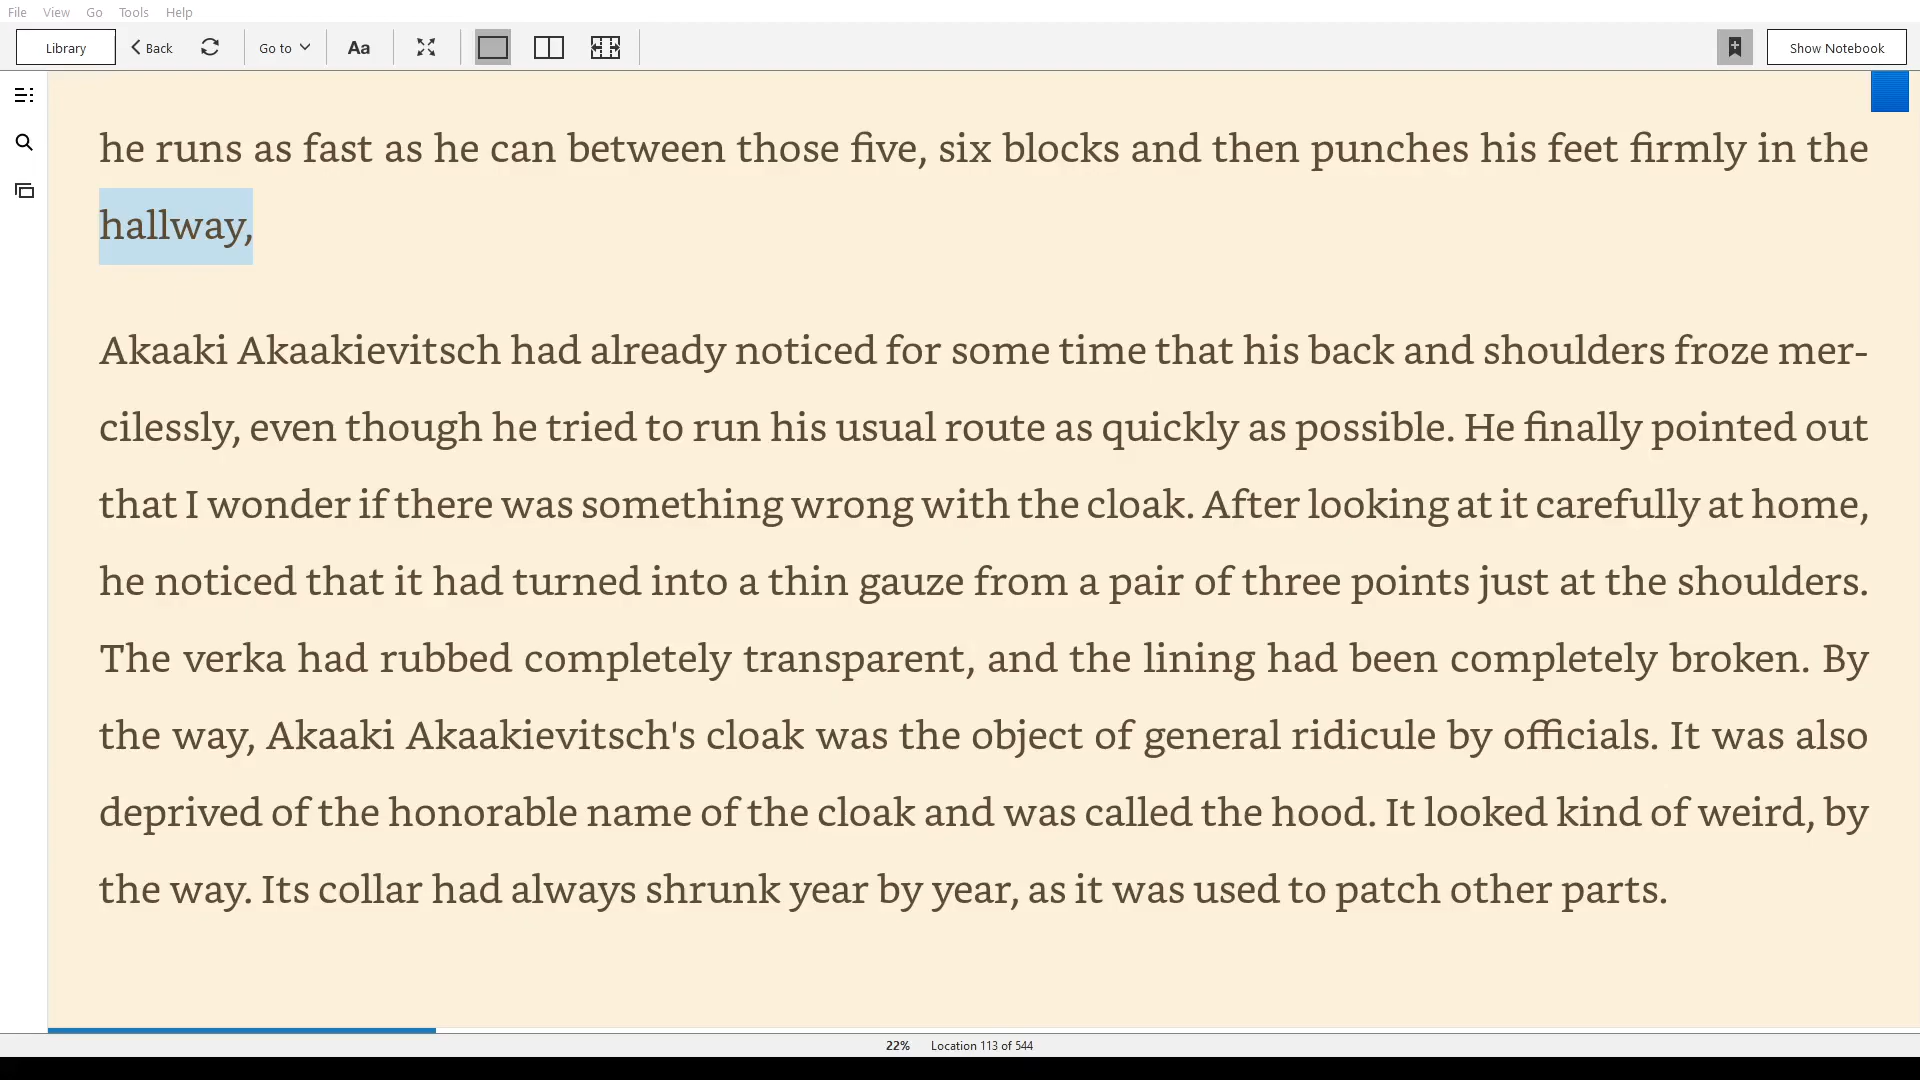 File View Go Tools Help
Library Back Go to Aa Show Notebook
he runs as fast as he can between those five, six blocks and then punches his feet firmly in the
hallway,
Akaaki Akaakievitsch had already noticed for some time that his back and shoulders froze mer-
cilessly, even though he tried to run his usual route as quickly as possible. He finally pointed out
that I wonder if there was something wrong with the cloak. After looking at it carefully at home,
he noticed that it had turned into a thin gauze from a pair of three points just at the shoulders.
The verka had rubbed completely transparent, and the lining had been completely broken. By
the way, Akaaki Akaakievitsch's cloak was the object of general ridicule by officials. It was also
deprived of the honorable name of the cloak and was called the hood. It looked kind of weird, by
the way. Its collar had always shrunk year by year, as it was used to patch other parts.
22% Location 113 of 544